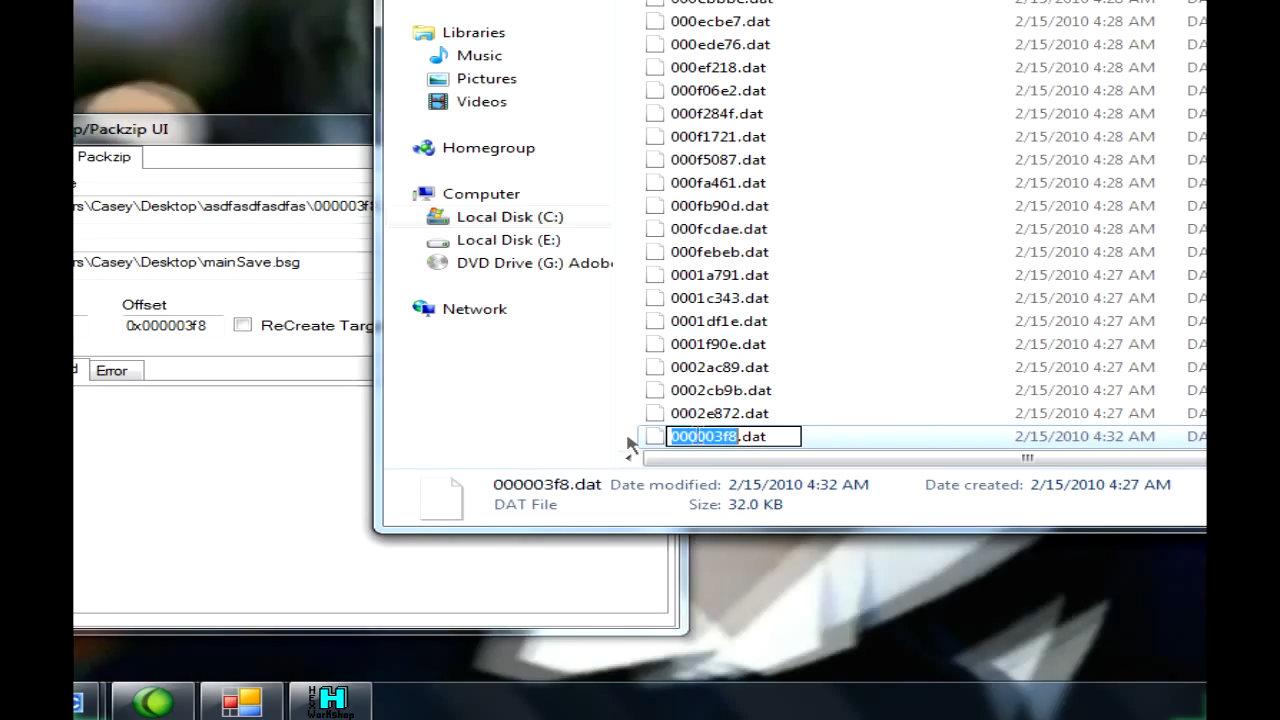 p/Packzip UI
Packzip
e
rs\Casey\Desktop\asdfasdfasdfas\000003f8
rs\Casey\Desktop\mainSave.bsg
Offset
0x000003f8
ReCreate Targ
d
Error
Libraries
Music
Pictures
Videos
Homegroup
Computer
Local Disk (C:)
Local Disk (E:)
DVD Drive (G:) Adobe
Network
000ecbe7.dat 2/15/2010 4:28 AM DA
000ede76.dat 2/15/2010 4:28 AM DA
000ef218.dat 2/15/2010 4:28 AM DA
000f06e2.dat 2/15/2010 4:28 AM DA
000f284f.dat 2/15/2010 4:28 AM DA
000f1721.dat 2/15/2010 4:28 AM DA
000f5087.dat 2/15/2010 4:28 AM DA
000fa461.dat 2/15/2010 4:28 AM DA
000fb90d.dat 2/15/2010 4:28 AM DA
000fcdae.dat 2/15/2010 4:28 AM DA
000febeb.dat 2/15/2010 4:28 AM DA
0001a791.dat 2/15/2010 4:27 AM DA
0001c343.dat 2/15/2010 4:27 AM DA
0001df1e.dat 2/15/2010 4:27 AM DA
0001f90e.dat 2/15/2010 4:27 AM DA
0002ac89.dat 2/15/2010 4:27 AM DA
0002cb9b.dat 2/15/2010 4:27 AM DA
0002e872.dat 2/15/2010 4:27 AM DA
000003f8.dat 2/15/2010 4:32 AM DA
000003f8.dat Date modified: 2/15/2010 4:32 AM Date created: 2/15/2010 4:27 AM
DAT File Size: 32.0 KB
HEX
Workshop